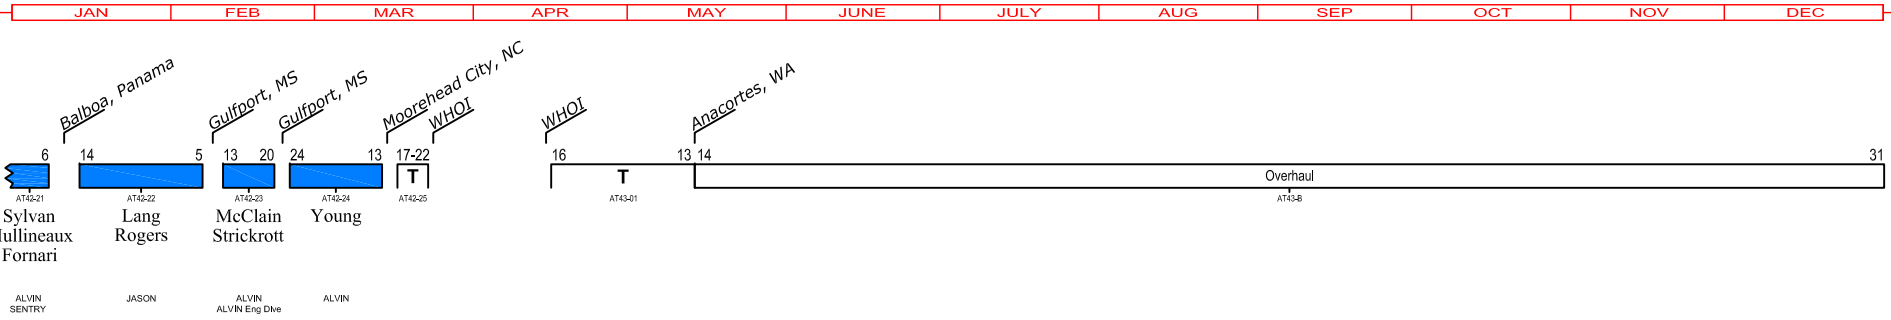 JAN FEB MAR APR MAY JUNE JULY AUG SEP OCT NOV DEC
Balboa, Panama
Gulfport, MS
Gulfport, MS
Moorehead City, NC
WHOI
WHOI
Anacortes, WA
6 14 5 13 20 24 13 17-22 16 13 14 31
T T Overhaul
AT42-21 AT42-22 AT42-23 AT42-24 AT42-25 AT43-01 AT43-B
Sylvan Lang McClain Young
ullineaux Rogers Strickrott
Fornari
ALVIN JASON ALVIN ALVIN
SENTRY ALVIN Eng Dive